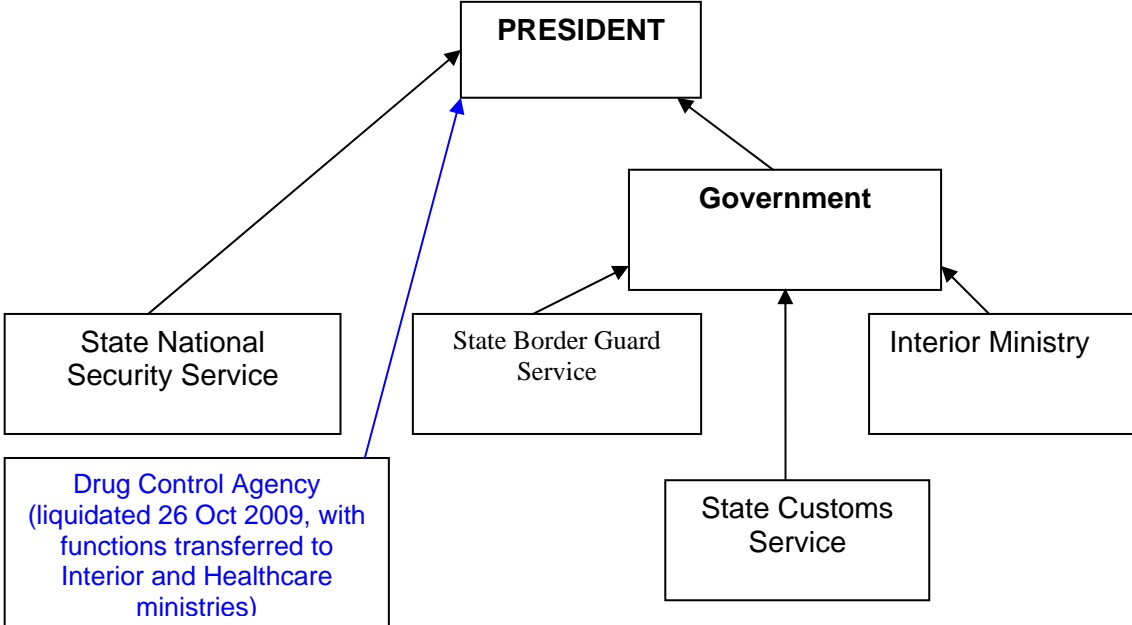 PRESIDENT
Government
State National
Security Service
State Border Guard
Service
Interior Ministry
Drug Control Agency
(liquidated 26 Oct 2009, with
functions transferred to
Interior and Healthcare
ministries)
State Customs
Service